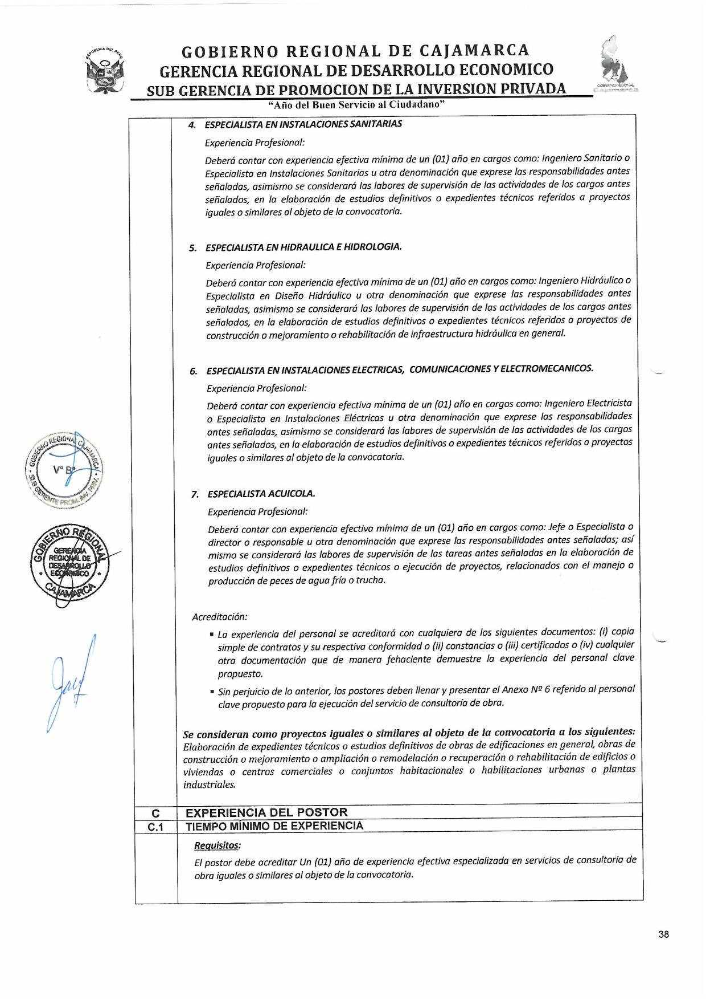 REPUBLICA DEL PERU
GOBIERNO REGIONAL DE CAJAMARCA
GERENCIA REGIONAL DE DESARROLLO ECONOMICO
SUB GERENCIA DE PROMOCION DE LA INVERSION PRIVADA
GOBIERNO REGIONAL
Cajamarca
“Año del Buen Servicio al Ciudadano”
4. ESPECIALISTA EN INSTALACIONES SANITARIAS
Experiencia Profesional:
Deberá contar con experiencia efectiva mínima de un (01) año en cargos como: Ingeniero Sanitario o
Especialista en Instalaciones Sanitarias u otra denominación que exprese las responsabilidades antes
señaladas, asimismo se considerará las labores de supervisión de las actividades de los cargos antes
señalados, en la elaboración de estudios definitivos o expedientes técnicos referidos a proyectos
iguales o similares al objeto de la convocatoria.
5. ESPECIALISTA EN HIDRAULICA E HIDROLOGIA.
Experiencia Profesional:
Deberá contar con experiencia efectiva mínima de un (01) año en cargos como: Ingeniero Hidráulico o
Especialista en Diseño Hidráulico u otra denominación que exprese las responsabilidades antes
señaladas, asimismo se considerará las labores de supervisión de las actividades de los cargos antes
señalados, en la elaboración de estudios definitivos o expedientes técnicos referidos a proyectos de
construcción o mejoramiento o rehabilitación de infraestructura hidráulica en general.
6. ESPECIALISTA EN INSTALACIONES ELECTRICAS, COMUNICACIONES Y ELECTROMECANICOS.
Experiencia Profesional:
Deberá contar con experiencia efectiva mínima de un (01) año en cargos como: Ingeniero Electricista
o Especialista en Instalaciones Eléctricas u otra denominación que exprese las responsabilidades
antes señaladas, asimismo se considerará las labores de supervisión de las actividades de los cargos
antes señalados, en la elaboración de estudios definitivos o expedientes técnicos referidos a proyectos
iguales o similares al objeto de la convocatoria.
GOBIERNO REGIONAL CAJAMARCA
Vº Bº
SUB GERENTE PROM. INV. PRIV.
7. ESPECIALISTA ACUICOLA.
Experiencia Profesional:
Deberá contar con experiencia efectiva mínima de un (01) año en cargos como: Jefe o Especialista o
director o responsable u otra denominación que exprese las responsabilidades antes señaladas; así
mismo se considerará las labores de supervisión de las tareas antes señaladas en la elaboración de
estudios definitivos o expedientes técnicos o ejecución de proyectos, relacionados con el manejo o
producción de peces de agua fría o trucha.
GOBIERNO REGIONAL
GERENCIA
REGIONAL DE
DESARROLLO
ECONOMICO
CAJAMARCA
Acreditación:
▪ La experiencia del personal se acreditará con cualquiera de los siguientes documentos: (i) copia
simple de contratos y su respectiva conformidad o (ii) constancias o (iii) certificados o (iv) cualquier
otra documentación que de manera fehaciente demuestre la experiencia del personal clave
propuesto.
▪ Sin perjuicio de lo anterior, los postores deben llenar y presentar el Anexo Nº 6 referido al personal
clave propuesto para la ejecución del servicio de consultoría de obra.
Se consideran como proyectos iguales o similares al objeto de la convocatoria a los siguientes:
Elaboración de expedientes técnicos o estudios definitivos de obras de edificaciones en general, obras de
construcción o mejoramiento o ampliación o remodelación o recuperación o rehabilitación de edificios o
viviendas o centros comerciales o conjuntos habitacionales o habilitaciones urbanas o plantas
industriales.
C EXPERIENCIA DEL POSTOR
C.1 TIEMPO MÍNIMO DE EXPERIENCIA
Requisitos:
El postor debe acreditar Un (01) año de experiencia efectiva especializada en servicios de consultoría de
obra iguales o similares al objeto de la convocatoria.
38